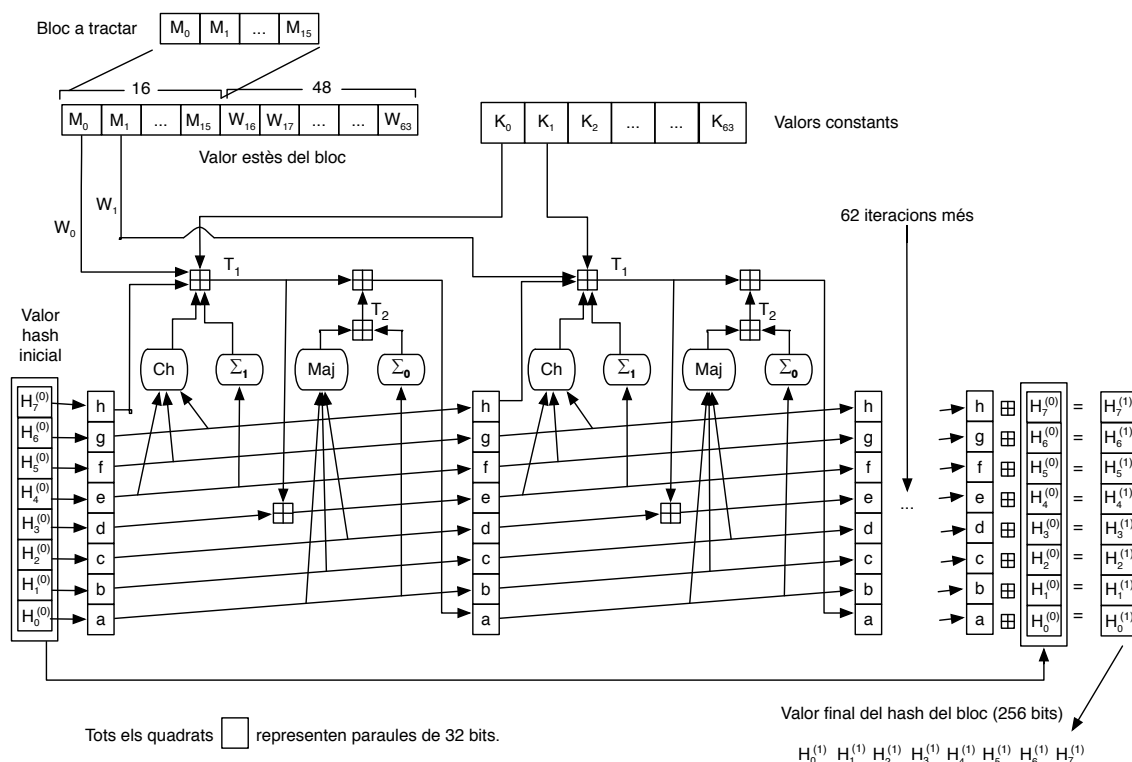 Bloc a tractar M0 M1 ... M15
16 48
M0 M1 ... M15 W16 W17 ... ... W63
K0 K1 K2 ... ... K63 Valors constants
Valor estès del bloc
W0 W1
62 iteracions més
T1 T1
T2 T2
Valor hash inicial
Ch Σ1 Maj Σ0 Ch Σ1 Maj Σ0
H7(0) h h h h H7(0) = H7(1)
H6(0) g g g g H6(0) = H6(1)
H5(0) f f f f H5(0) = H5(1)
H4(0) e e e ... e H4(0) = H4(1)
H3(0) d d d d H3(0) = H3(1)
H2(0) c c c c H2(0) = H2(1)
H1(0) b b b b H1(0) = H1(1)
H0(0) a a a a H0(0) = H0(1)
Valor final del hash del bloc (256 bits)
Tots els quadrats representen paraules de 32 bits.
H0(1) H1(1) H2(1) H3(1) H4(1) H5(1) H6(1) H7(1)